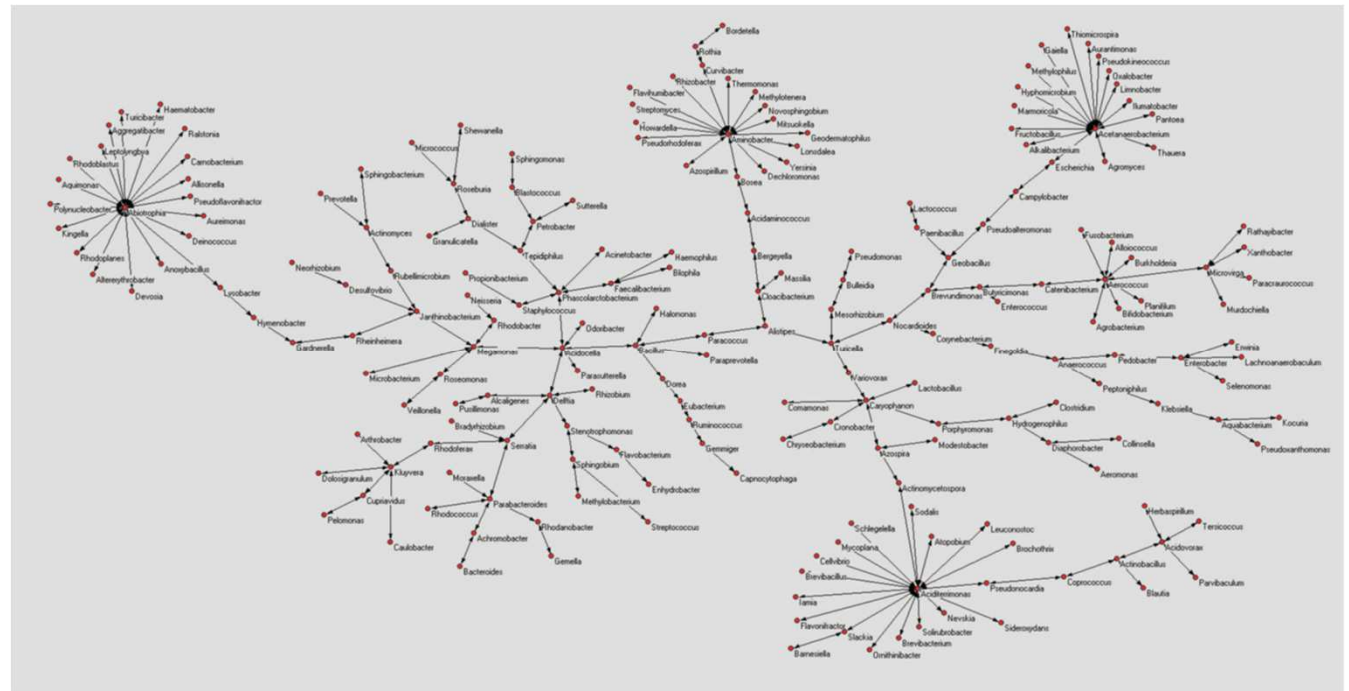 Haematobacter
Turicibacter
Aggregatibacter
Ralstonia
Leptolyngbya
Rhodoblastus
Carnobacterium
Aquimonas
Allisonella
Pseudoflavonifractor
Polynucleobacter
Abiotrophia
Aureimonas
Kingella
Deinococcus
Rhodoplanes
Anoxybacillus
Altererythrobacter
Devosia
Lysobacter
Hymenobacter
Gardnerella
Rheinheimera
Neorhizobium
Desulfovibrio
Prevotella
Sphingobacterium
Actinomyces
Rubellimicrobium
Janthinobacterium
Shewanella
Micrococcus
Roseburia
Dialister
Granulicatella
Sphingomonas
Blastococcus
Sutterella
Petrobacter
Tepidiphilus
Propionibacterium
Acinetobacter
Haemophilus
Bilophila
Faecalibacterium
Phascolarctobacterium
Staphylococcus
Neisseria
Rhodobacter
Megamonas
Microbacterium
Roseomonas
Veillonella
Odoribacter
Acidocella
Parasutterella
Halononas
Bacillus
Paracoccus
Paraprevotella
Dorea
Eubacterium
Ruminococcus
Gemmiger
Capnocytophaga
Alcaligenes
Pusillimonas
Delftia
Rhizobium
Bradyrhizobium
Serratia
Rhodoferax
Arthrobacter
Kluyvera
Dolosigranulum
Cupriavidus
Pelomonas
Caulobacter
Stenotrophomonas
Flavobacterium
Enhydrobacter
Sphingobium
Methylobacterium
Streptococcus
Moraxella
Parabacteroides
Rhodococcus
Rhodanobacter
Gemella
Achromobacter
Bacteroides
Bordetella
Rothia
Curvibacter
Rhizobacter
Thermomonas
Flavihumibacter
Methylotenera
Streptomyces
Novosphingobium
Howardella
Mitsuokella
Aminobacter
Geodermatophilus
Pseudorhodoferax
Lonsdalea
Yersinia
Azospirillum
Dechloromonas
Bosea
Acidaminococcus
Bergeyella
Massilia
Cloacibacterium
Alistipes
Thiomicrospira
Gaiella
Aurantimonas
Pseudokineococcus
Methylophilus
Oxalobacter
Hyphomicrobium
Limnobacter
Marmoricola
Ilumatobacter
Pantoea
Fructobacillus
Acetanaerobacterium
Alkalibacterium
Thauera
Escherichia
Agromyces
Campylobacter
Pseudoalteromonas
Lactococcus
Paenibacillus
Geobacillus
Brevundimonas
Butyricimonas
Enterococcus
Catenibacterium
Fusobacterium
Alloiococcus
Burkholderia
Aerococcus
Planifilum
Bifidobacterium
Agrobacterium
Rathayibacter
Xanthobacter
Microvirga
Paracraurococcus
Murdochiella
Pseudomonas
Bulleidia
Mesorhizobium
Turicella
Nocardioides
Corynebacterium
Finegoldia
Anaerococcus
Pedobacter
Erwinia
Enterobacter
Lachnoanaerobaculum
Selenomonas
Peptoniphilus
Klebsiella
Kocuria
Aquabacterium
Pseudoxanthomonas
Variovorax
Lactobacillus
Comamonas
Caryophanon
Cronobacter
Chryseobacterium
Porphyromonas
Clostridium
Hydrogenophilus
Diaphorobacter
Collinsella
Aeromonas
Azospira
Modestobacter
Actinomycetospora
Sodalis
Schlegelella
Leuconostoc
Mycoplana
Atopobium
Brochothrix
Cellvibrio
Brevibacillus
Aciditerrimonas
Iamia
Flavonifractor
Nevskia
Sideroxydans
Slackia
Solirubrobacter
Barnesiella
Brevibacterium
Ornithinibacter
Pseudonocardia
Coprococcus
Actinobacillus
Blautia
Herbaspirillum
Tersicoccus
Acidovorax
Parvibaculum